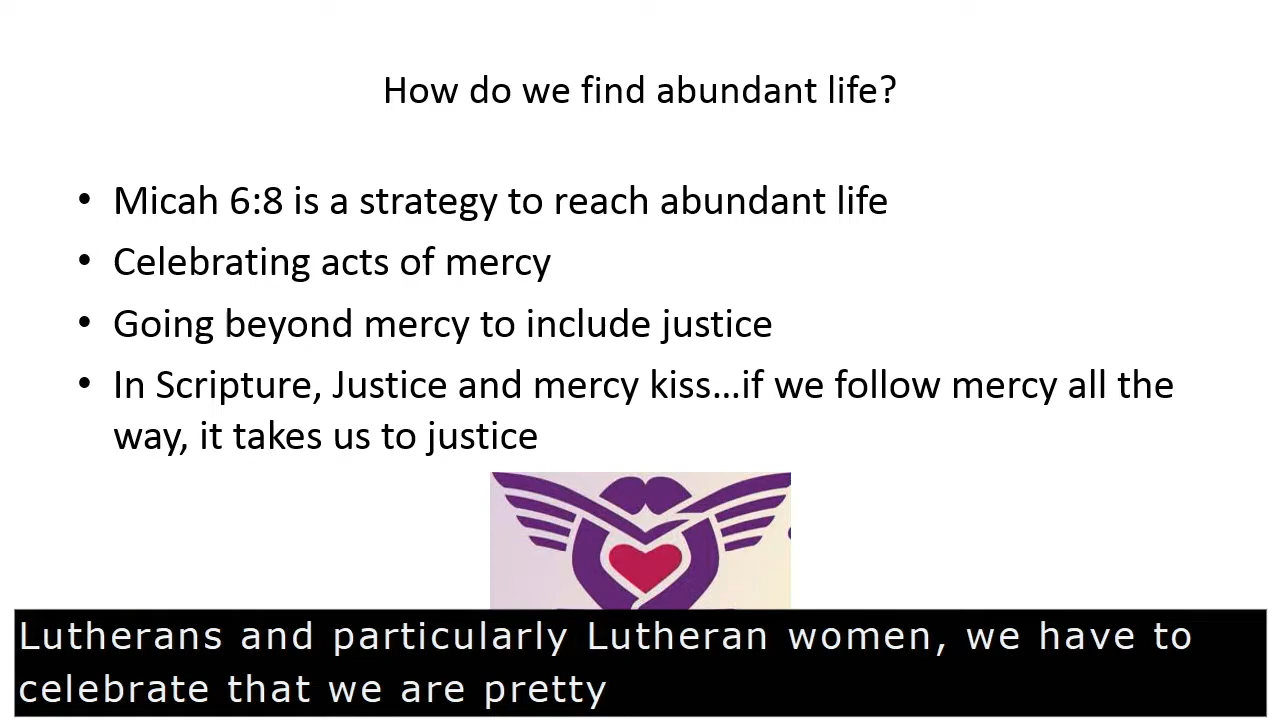 How do we find abundant life?
• Micah 6:8 is a strategy to reach abundant life
• Celebrating acts of mercy
• Going beyond mercy to include justice
• In Scripture, Justice and mercy kiss…if we follow mercy all the
way, it takes us to justice
Lutherans and particularly Lutheran women, we have to
celebrate that we are pretty